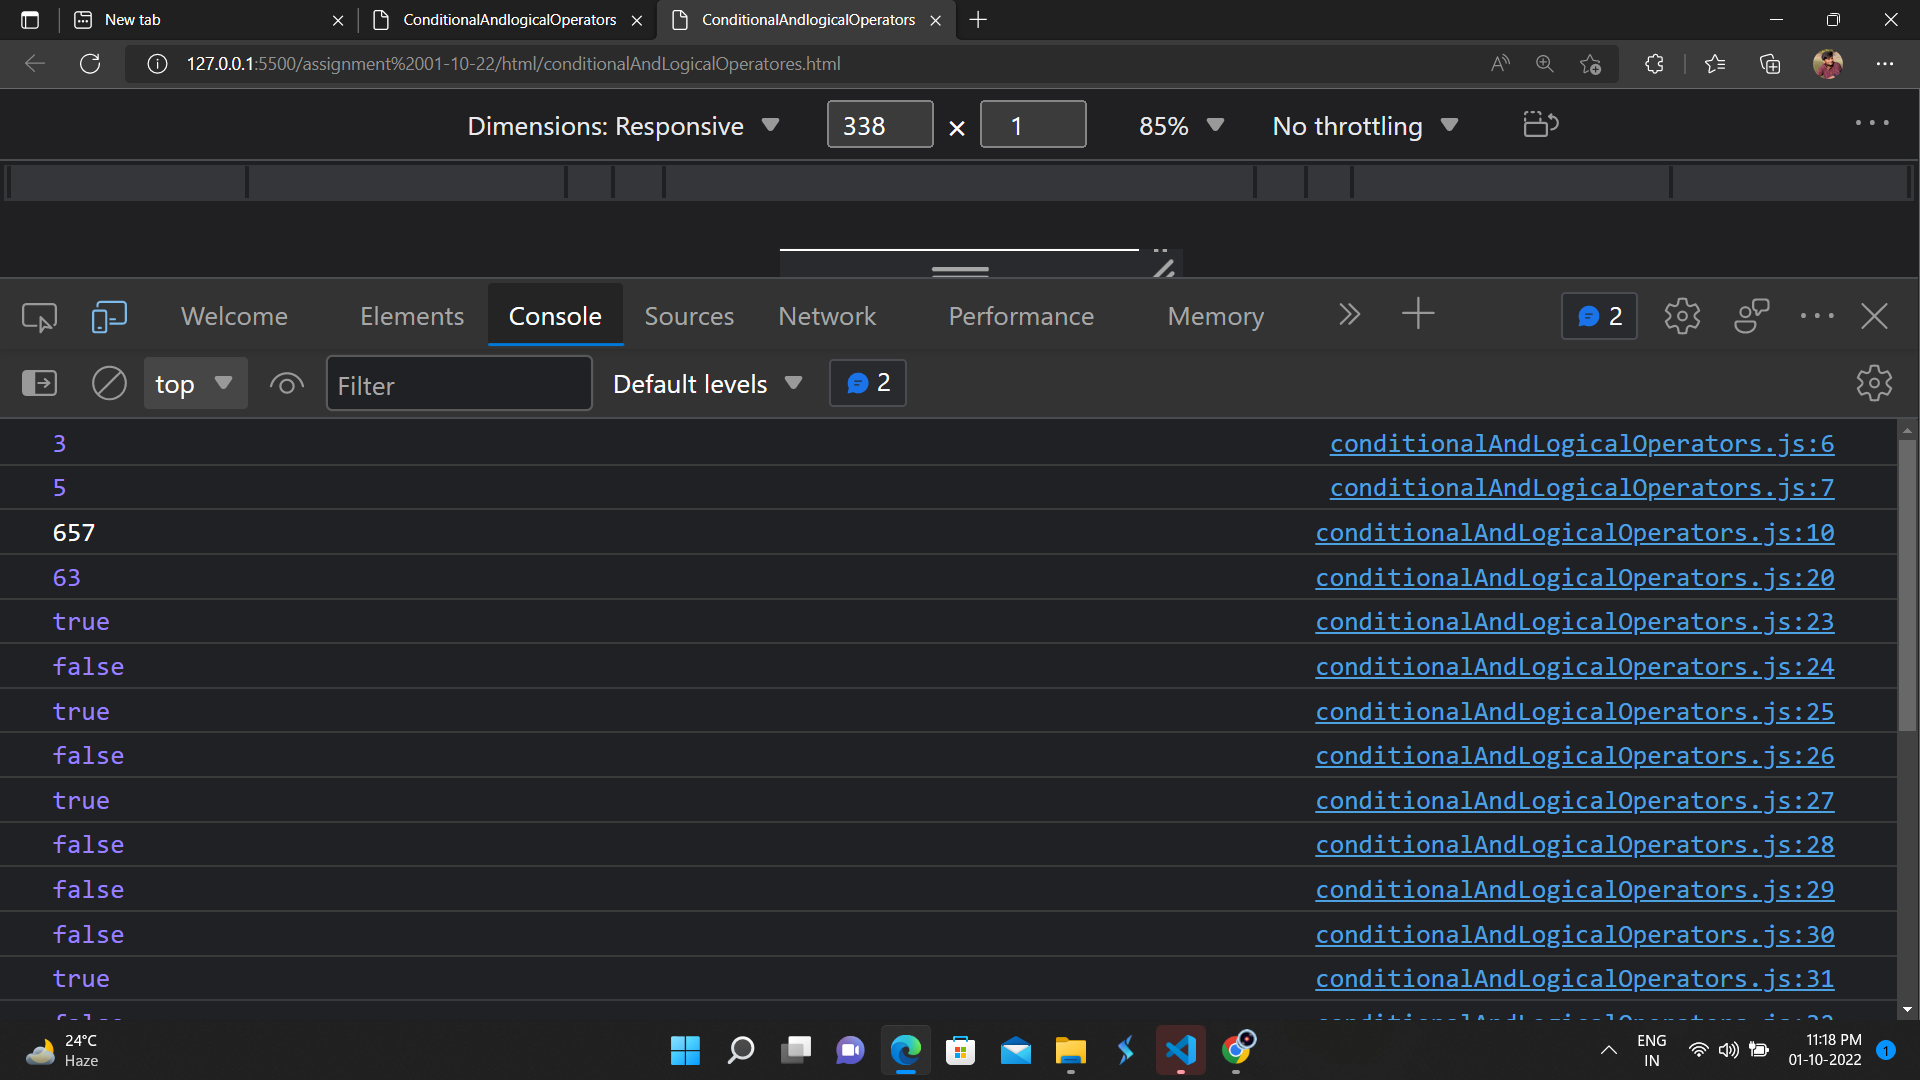 New tab
ConditionalAndlogicalOperators
ConditionalAndlogicalOperators
127.0.0.1:5500/assignment%2001-10-22/html/conditionalAndLogicalOperatores.html
Dimensions: Responsive 338 × 1 85% No throttling
Welcome Elements Console Sources Network Performance Memory 2
top Filter Default levels 2
3 conditionalAndLogicalOperators.js:6
5 conditionalAndLogicalOperators.js:7
657 conditionalAndLogicalOperators.js:10
63 conditionalAndLogicalOperators.js:20
true conditionalAndLogicalOperators.js:23
false conditionalAndLogicalOperators.js:24
true conditionalAndLogicalOperators.js:25
false conditionalAndLogicalOperators.js:26
true conditionalAndLogicalOperators.js:27
false conditionalAndLogicalOperators.js:28
false conditionalAndLogicalOperators.js:29
false conditionalAndLogicalOperators.js:30
true conditionalAndLogicalOperators.js:31
24°C
Haze
ENG
IN
11:18 PM
01-10-2022
1